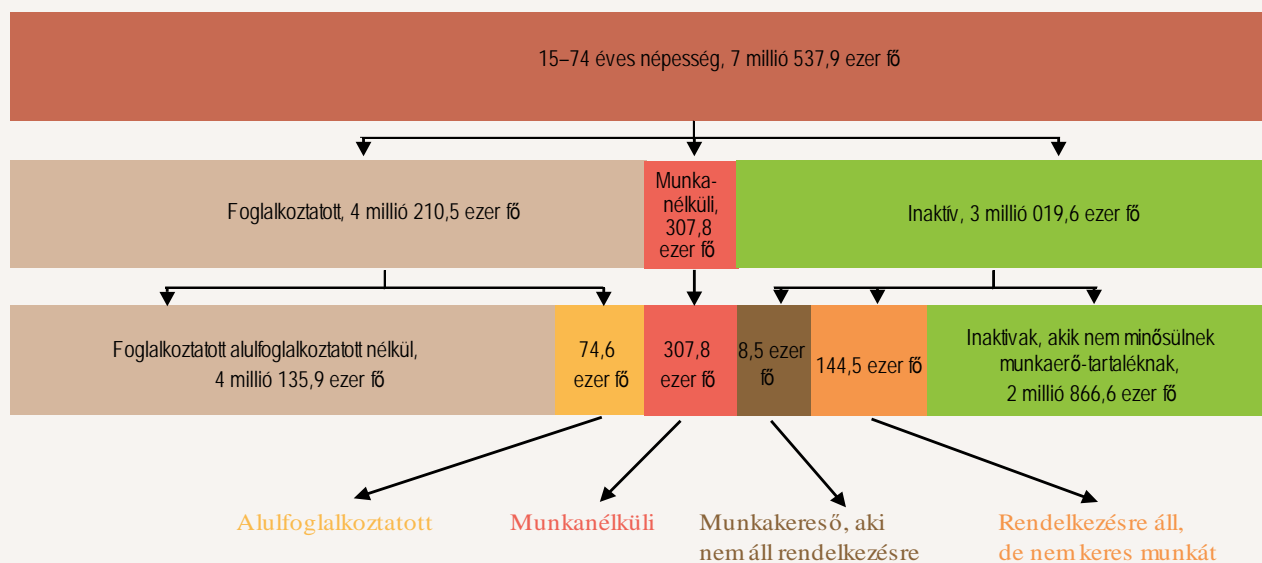 15–74 éves népesség, 7 millió 537,9 ezer fő
Foglalkoztatott, 4 millió 210,5 ezer fő
Munka-
nélküli,
307,8
ezer fő
Inaktív, 3 millió 019,6 ezer fő
Foglalkoztatott alulfoglalkoztatott nélkül,
4 millió 135,9 ezer fő
74,6
ezer fő
307,8
ezer fő
8,5 ezer
fő
144,5 ezer fő
Inaktívak, akik nem minősülnek
munkaerő-tartaléknak,
2 millió 866,6 ezer fő
Alulfoglalkoztatott
Munkanélküli
Munkakereső, aki
nem áll rendelkezésre
Rendelkezésre áll,
de nem keres munkát